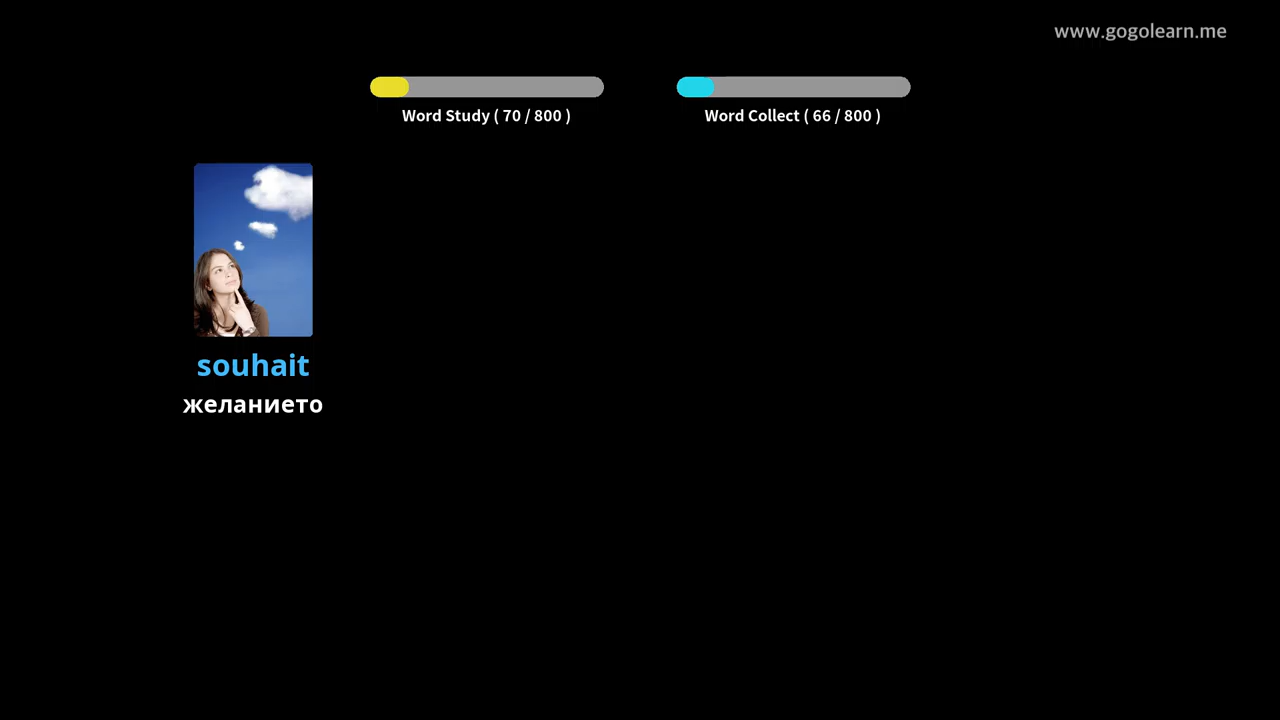 www.gogolearn.me
Word Study ( 70 / 800 )
Word Collect ( 66 / 800 )
souhait
желанието